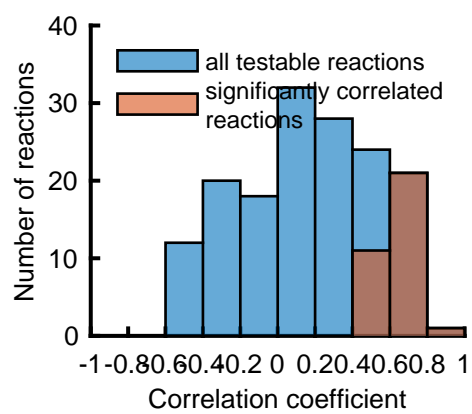 40
all testable reactions
significantly correlated
30
reactions
20
10
0
Number of reactions
-1 -0.8 -0.6 -0.4 -0.2 0 0.2 0.4 0.6 0.8 1
Correlation coefficient